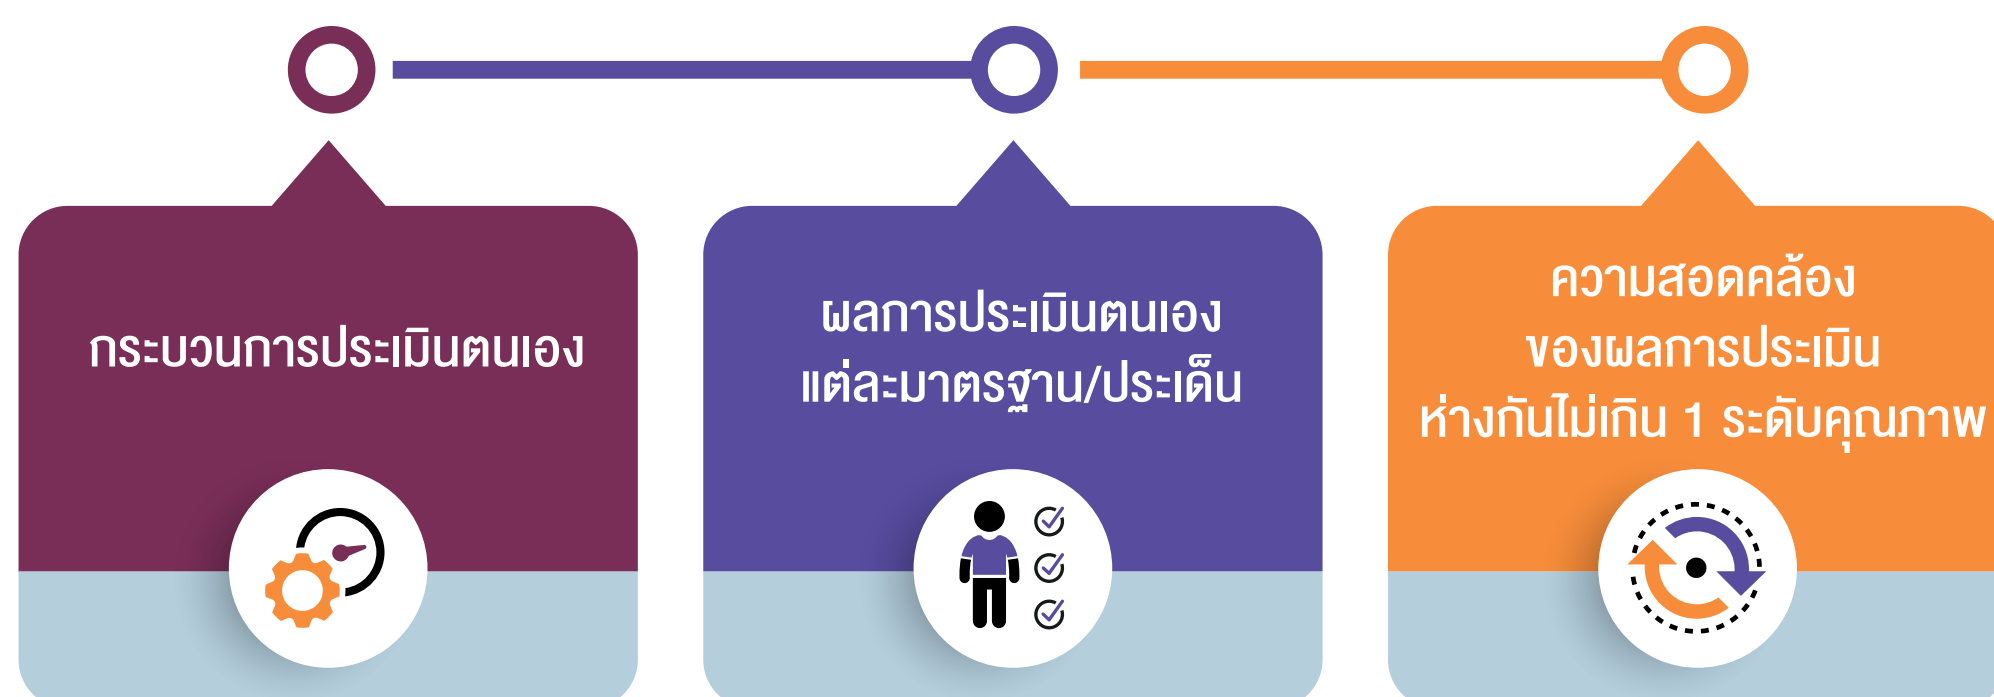 กระบวนการประเมินตนเอง
ผลการประเมินตนเอง
แต่ละมาตรฐาน/ประเด็น
ความสอดคล้อง
ของผลการประเมิน
ห่างกันไม่เกิน 1 ระดับคุณภาพ